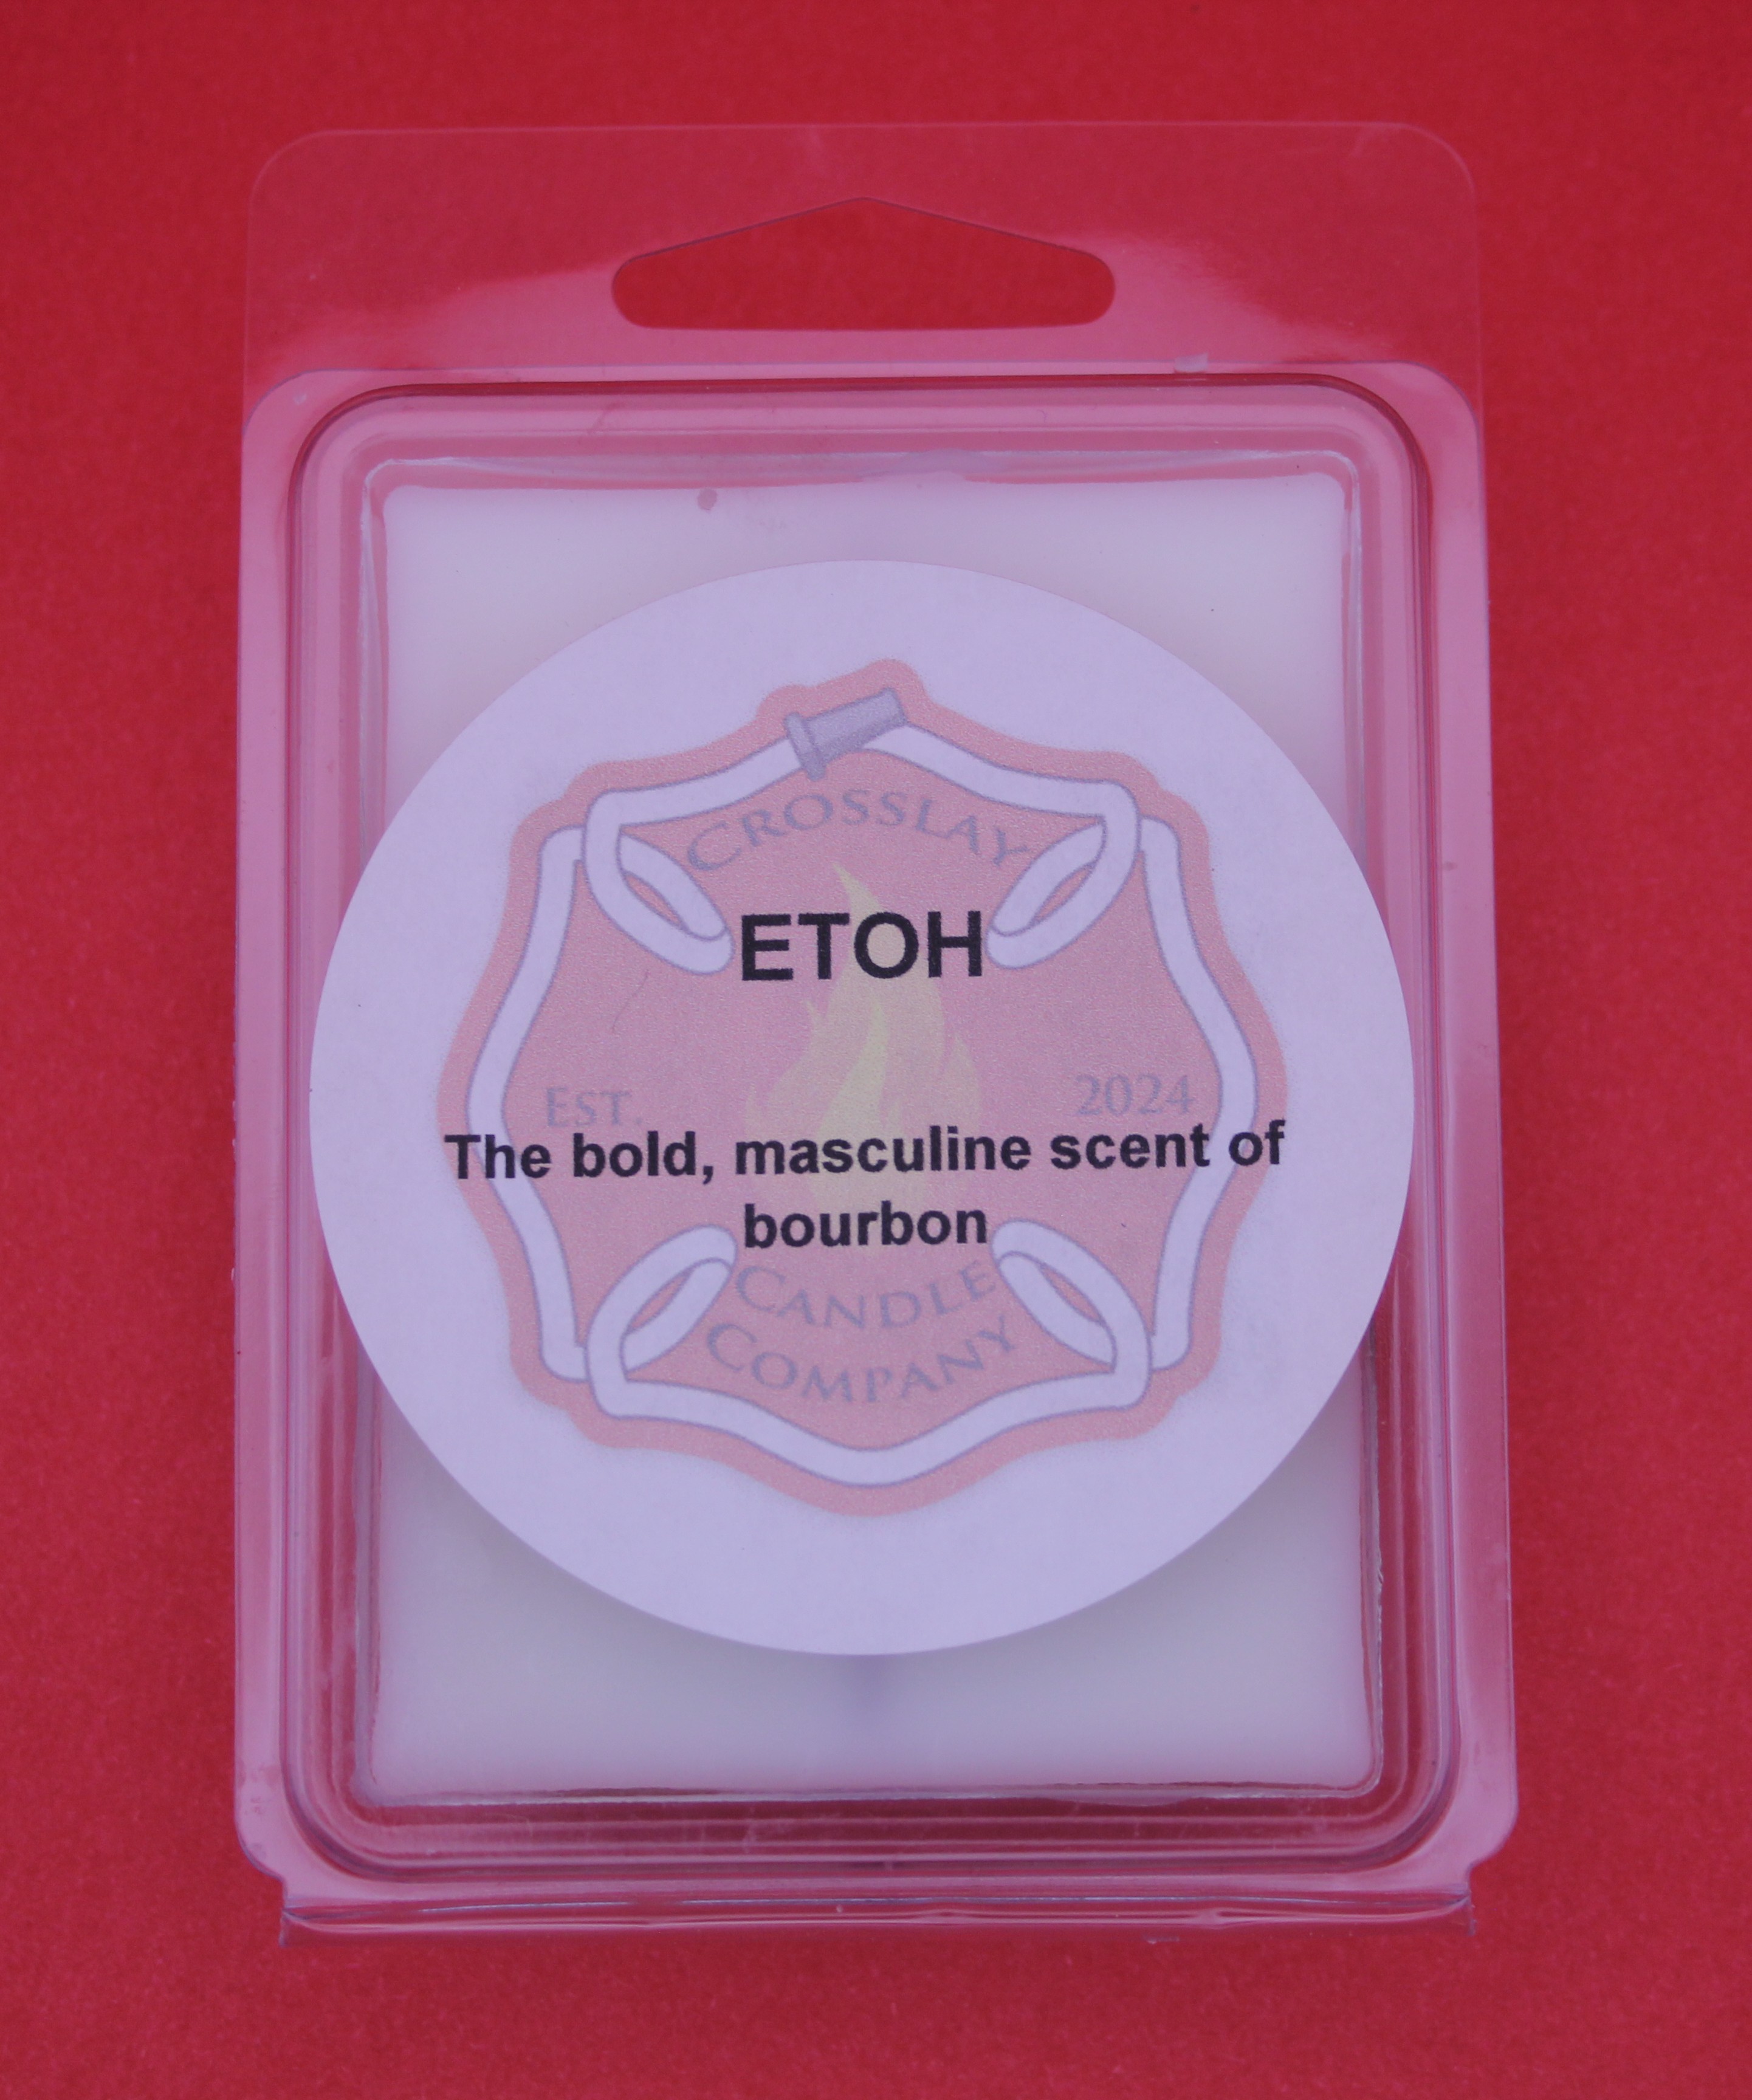 CROSSLAY
ETOH
EST. 2024
The bold, masculine scent of
bourbon
CANDLE
COMPANY